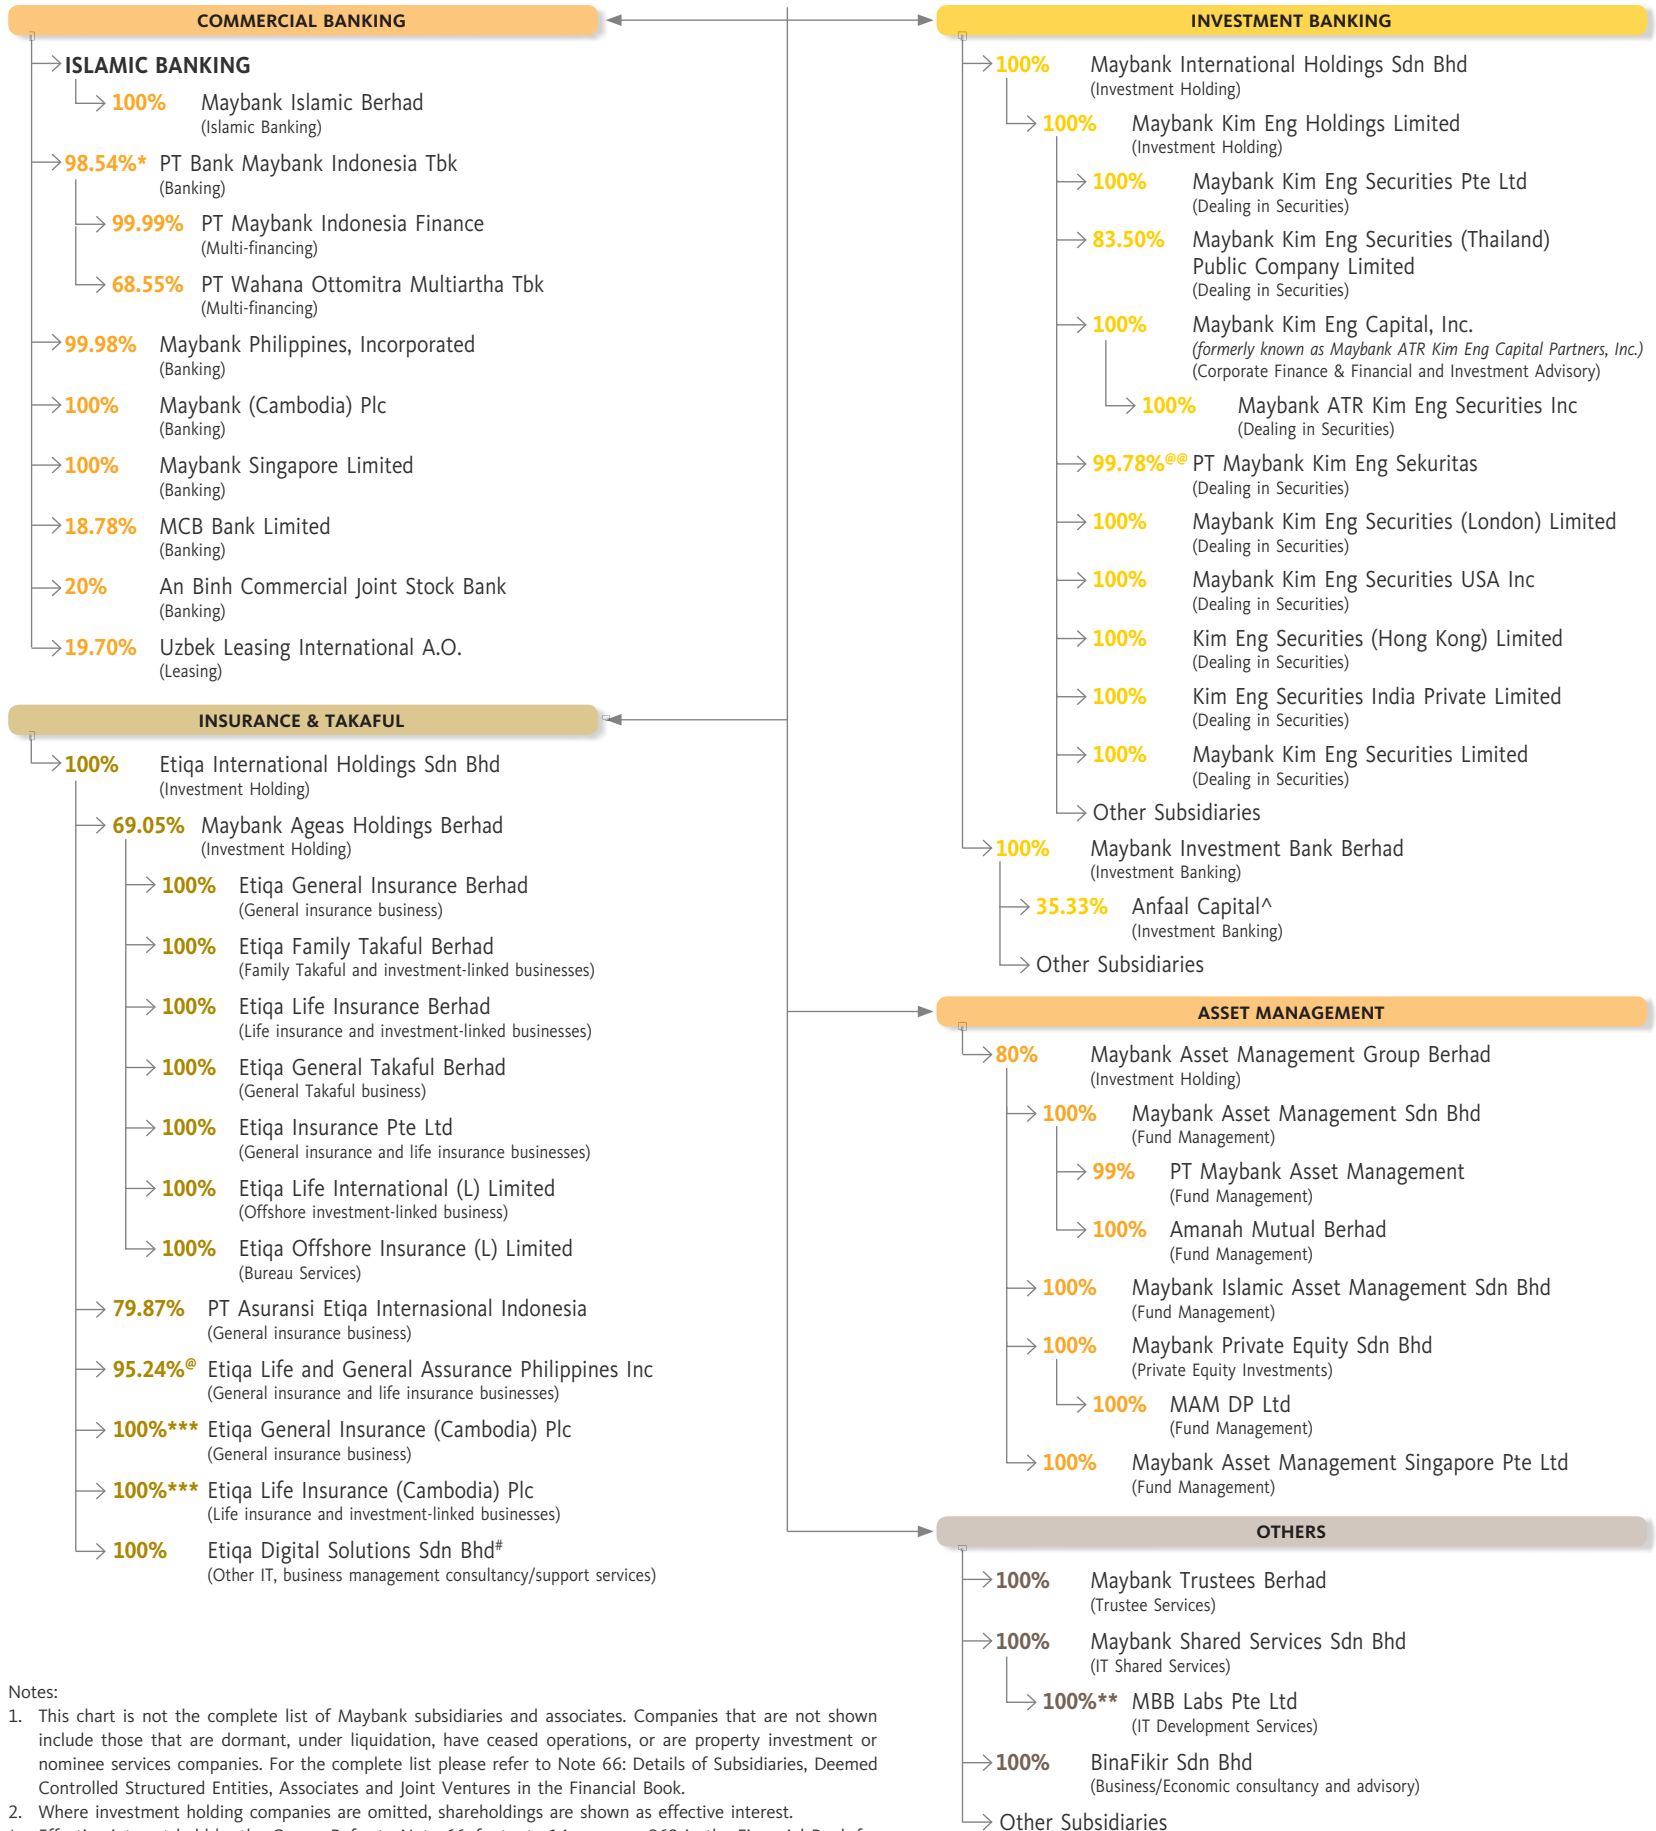 COMMERCIAL BANKING
ISLAMIC BANKING
100% Maybank Islamic Berhad
(Islamic Banking)
98.54%* PT Bank Maybank Indonesia Tbk
(Banking)
99.99% PT Maybank Indonesia Finance
(Multi-financing)
68.55% PT Wahana Ottomitra Multiartha Tbk
(Multi-financing)
99.98% Maybank Philippines, Incorporated
(Banking)
100% Maybank (Cambodia) Plc
(Banking)
100% Maybank Singapore Limited
(Banking)
18.78% MCB Bank Limited
(Banking)
20% An Binh Commercial Joint Stock Bank
(Banking)
19.70% Uzbek Leasing International A.O.
(Leasing)
INSURANCE & TAKAFUL
100% Etiqa International Holdings Sdn Bhd
(Investment Holding)
69.05% Maybank Ageas Holdings Berhad
(Investment Holding)
100% Etiqa General Insurance Berhad
(General insurance business)
100% Etiqa Family Takaful Berhad
(Family Takaful and investment-linked businesses)
100% Etiqa Life Insurance Berhad
(Life insurance and investment-linked businesses)
100% Etiqa General Takaful Berhad
(General Takaful business)
100% Etiqa Insurance Pte Ltd
(General insurance and life insurance businesses)
100% Etiqa Life International (L) Limited
(Offshore investment-linked business)
100% Etiqa Offshore Insurance (L) Limited
(Bureau Services)
79.87% PT Asuransi Etiqa Internasional Indonesia
(General insurance business)
95.24%@ Etiqa Life and General Assurance Philippines Inc
(General insurance and life insurance businesses)
100%*** Etiqa General Insurance (Cambodia) Plc
(General insurance business)
100%*** Etiqa Life Insurance (Cambodia) Plc
(Life insurance and investment-linked businesses)
100% Etiqa Digital Solutions Sdn Bhd#
(Other IT, business management consultancy/support services)
INVESTMENT BANKING
100% Maybank International Holdings Sdn Bhd
(Investment Holding)
100% Maybank Kim Eng Holdings Limited
(Investment Holding)
100% Maybank Kim Eng Securities Pte Ltd
(Dealing in Securities)
83.50% Maybank Kim Eng Securities (Thailand)
Public Company Limited
(Dealing in Securities)
100% Maybank Kim Eng Capital, Inc.
(formerly known as Maybank ATR Kim Eng Capital Partners, Inc.)
(Corporate Finance & Financial and Investment Advisory)
100% Maybank ATR Kim Eng Securities Inc
(Dealing in Securities)
99.78%@@ PT Maybank Kim Eng Sekuritas
(Dealing in Securities)
100% Maybank Kim Eng Securities (London) Limited
(Dealing in Securities)
100% Maybank Kim Eng Securities USA Inc
(Dealing in Securities)
100% Kim Eng Securities (Hong Kong) Limited
(Dealing in Securities)
100% Kim Eng Securities India Private Limited
(Dealing in Securities)
100% Maybank Kim Eng Securities Limited
(Dealing in Securities)
Other Subsidiaries
100% Maybank Investment Bank Berhad
(Investment Banking)
35.33% Anfaal Capital^
(Investment Banking)
Other Subsidiaries
ASSET MANAGEMENT
80% Maybank Asset Management Group Berhad
(Investment Holding)
100% Maybank Asset Management Sdn Bhd
(Fund Management)
99% PT Maybank Asset Management
(Fund Management)
100% Amanah Mutual Berhad
(Fund Management)
100% Maybank Islamic Asset Management Sdn Bhd
(Fund Management)
100% Maybank Private Equity Sdn Bhd
(Private Equity Investments)
100% MAM DP Ltd
(Fund Management)
100% Maybank Asset Management Singapore Pte Ltd
(Fund Management)
OTHERS
100% Maybank Trustees Berhad
(Trustee Services)
100% Maybank Shared Services Sdn Bhd
(IT Shared Services)
100%** MBB Labs Pte Ltd
(IT Development Services)
100% BinaFikir Sdn Bhd
(Business/Economic consultancy and advisory)
Other Subsidiaries
Notes:
1. This chart is not the complete list of Maybank subsidiaries and associates. Companies that are not shown
include those that are dormant, under liquidation, have ceased operations, or are property investment or
nominee services companies. For the complete list please refer to Note 66: Details of Subsidiaries, Deemed
Controlled Structured Entities, Associates and Joint Ventures in the Financial Book.
2. Where investment holding companies are omitted, shareholdings are shown as effective interest.